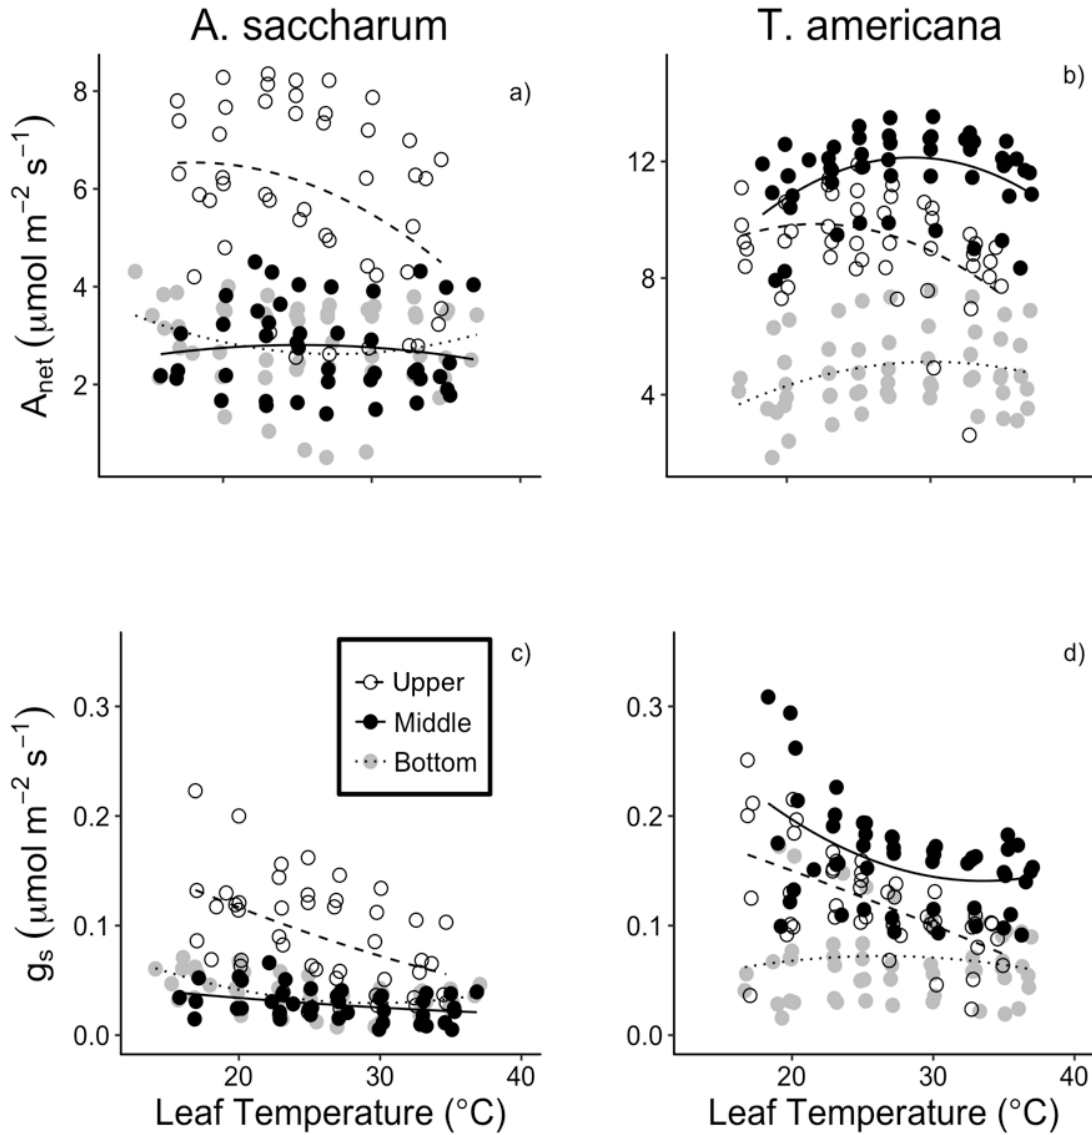 A. saccharum
T. americana
a)
b)
8
6
4
2
12
8
4
A_net (μmol m⁻² s⁻¹)
c)
d)
Upper
Middle
Bottom
0.3
0.2
0.1
0.0
0.3
0.2
0.1
0.0
g_s (μmol m⁻² s⁻¹)
20 30 40
20 30 40
Leaf Temperature (°C)
Leaf Temperature (°C)